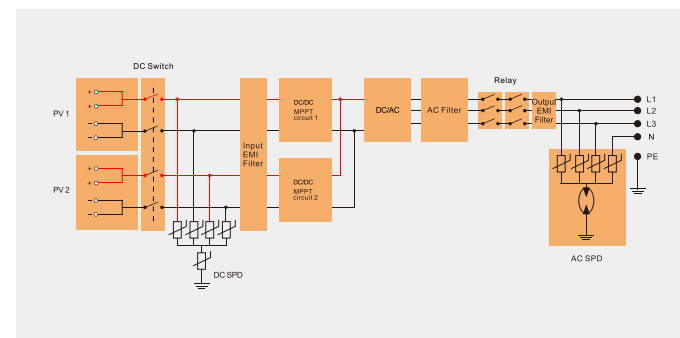 DC Switch
PV 1
+
+
−
−
PV 2
+
+
−
−
Input
EMI
Filter
DC/DC
MPPT
circuit 1
DC/DC
MPPT
circuit 2
DC/AC
AC Filter
Relay
Output
EMI
Filter
L1
L2
L3
N
PE
DC SPD
AC SPD